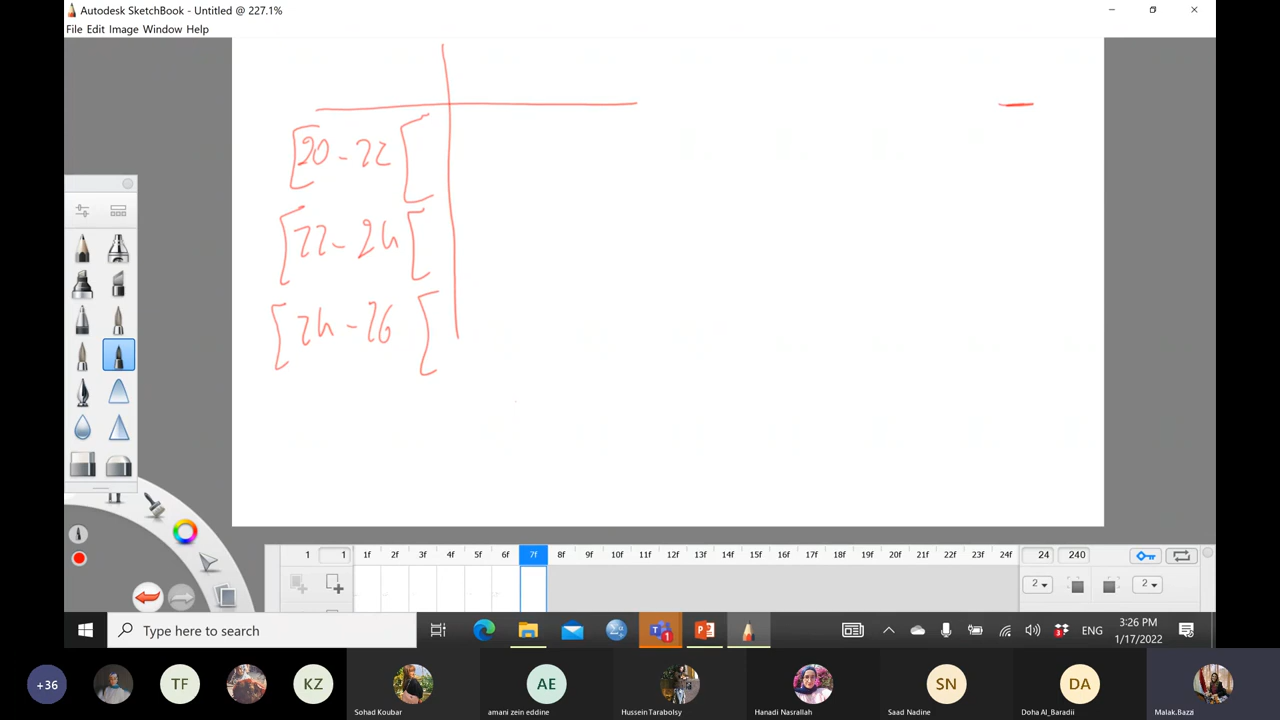 Autodesk SketchBook - Untitled @ 227.1%
File Edit Image Window Help
[20 - 22[
[22 - 24[
[24 - 26[
1 1 1f 2f 3f 4f 5f 6f 7f 8f 9f 10f 11f 12f 13f 14f 15f 16f 17f 18f 19f 20f 21f 22f 23f 24f 24 240
2 2
Type here to search
1
3
ENG
3:26 PM
1/17/2022
+36 TF KZ AE SN DA
Sohad Koubar amani zein eddine Hussein Tarabolsy Hanadi Nasrallah Saad Nadine Doha Al_Baradii Malak.Bazzi